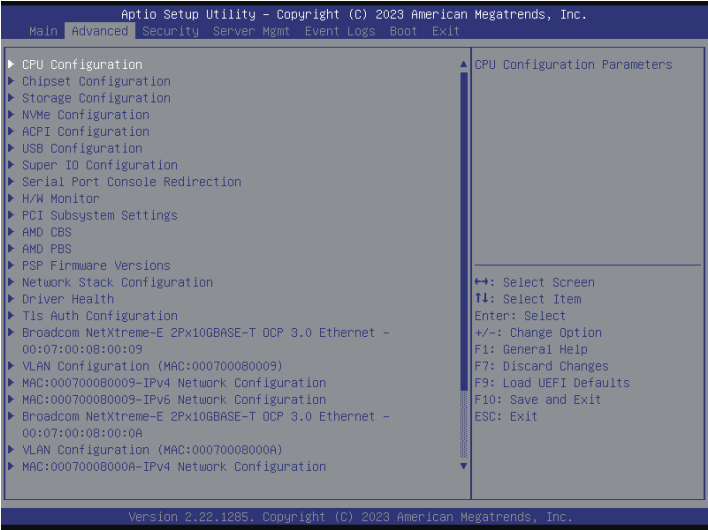 Aptio Setup Utility – Copyright (C) 2023 American Megatrends, Inc.
Main Advanced Security Server Mgmt Event Logs Boot Exit
CPU Configuration
Chipset Configuration
Storage Configuration
NVMe Configuration
ACPI Configuration
USB Configuration
Super IO Configuration
Serial Port Console Redirection
H/W Monitor
PCI Subsystem Settings
AMD CBS
AMD PBS
PSP Firmware Versions
Network Stack Configuration
Driver Health
Tls Auth Configuration
Broadcom NetXtreme-E 2Px10GBASE-T OCP 3.0 Ethernet –
00:07:00:08:00:09
VLAN Configuration (MAC:000700080009)
MAC:000700080009-IPv4 Network Configuration
MAC:000700080009-IPv6 Network Configuration
Broadcom NetXtreme-E 2Px10GBASE-T OCP 3.0 Ethernet –
00:07:00:08:00:0A
VLAN Configuration (MAC:00070008000A)
MAC:00070008000A-IPv4 Network Configuration
CPU Configuration Parameters
↔: Select Screen
↑↓: Select Item
Enter: Select
+/-: Change Option
F1: General Help
F7: Discard Changes
F9: Load UEFI Defaults
F10: Save and Exit
ESC: Exit
Version 2.22.1285. Copyright (C) 2023 American Megatrends, Inc.